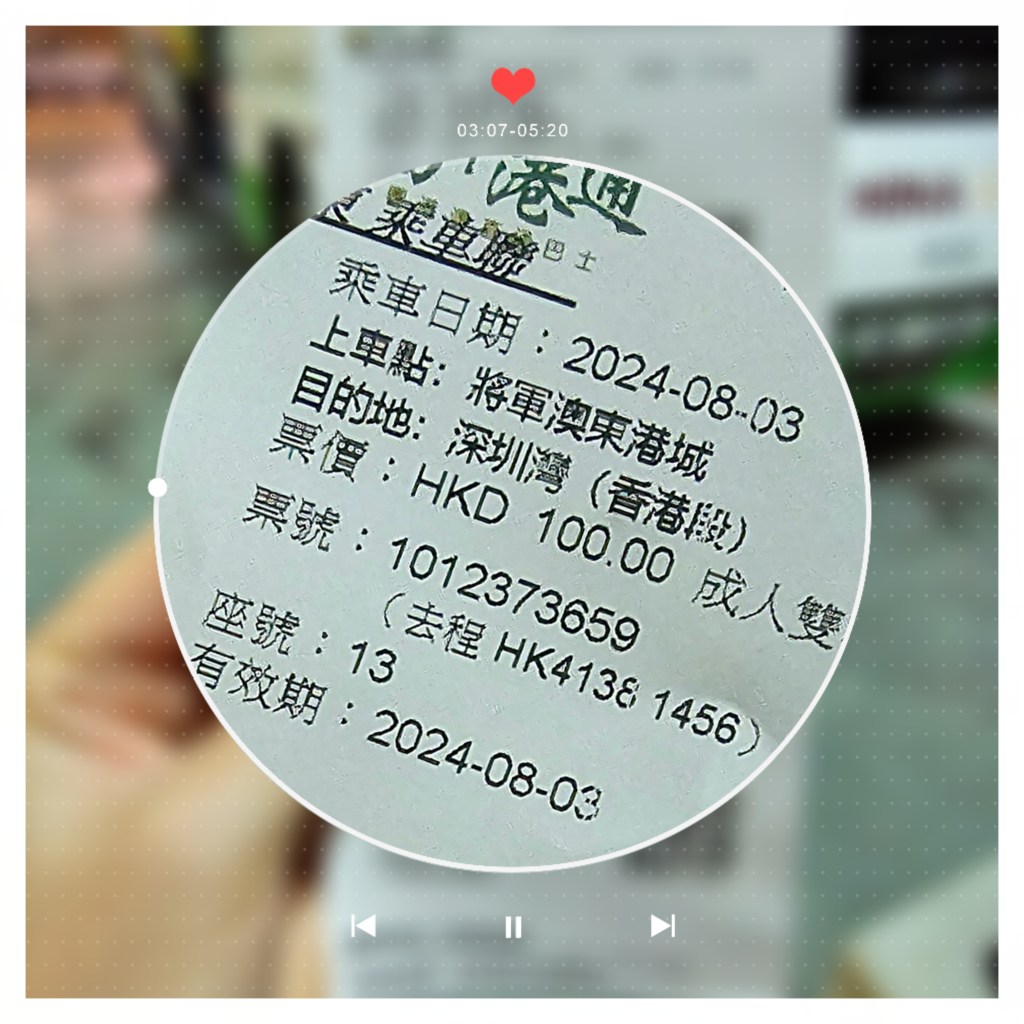 03:07-05:20
港通
巴士
乘車聯
乘車日期：2024-08-03
上車點：將軍澳東港城
目的地：深圳灣（香港段）
票價：HKD 100.00 成人雙
票號：1012373659
（去程 HK4138 1456）
座號：13
有效期：2024-08-03